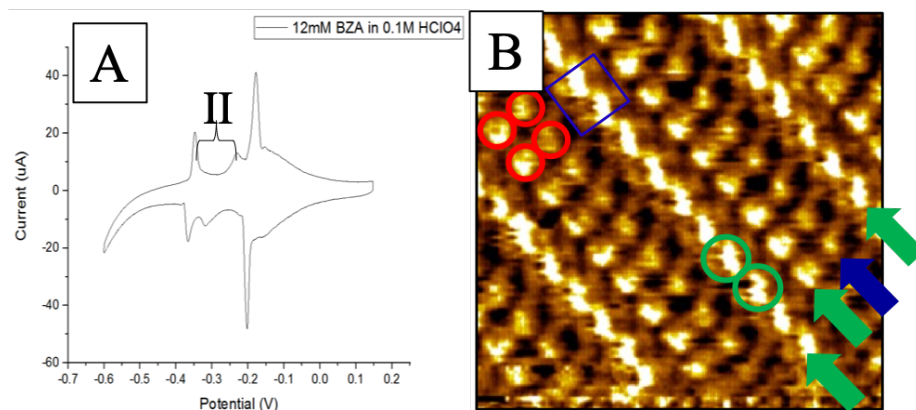 A
12mM BZA in 0.1M HClO4
B
II
40
20
0
-20
-40
-60
Current (uA)
-0.7 -0.6 -0.5 -0.4 -0.3 -0.2 -0.1 0.0 0.1 0.2
Potential (V)